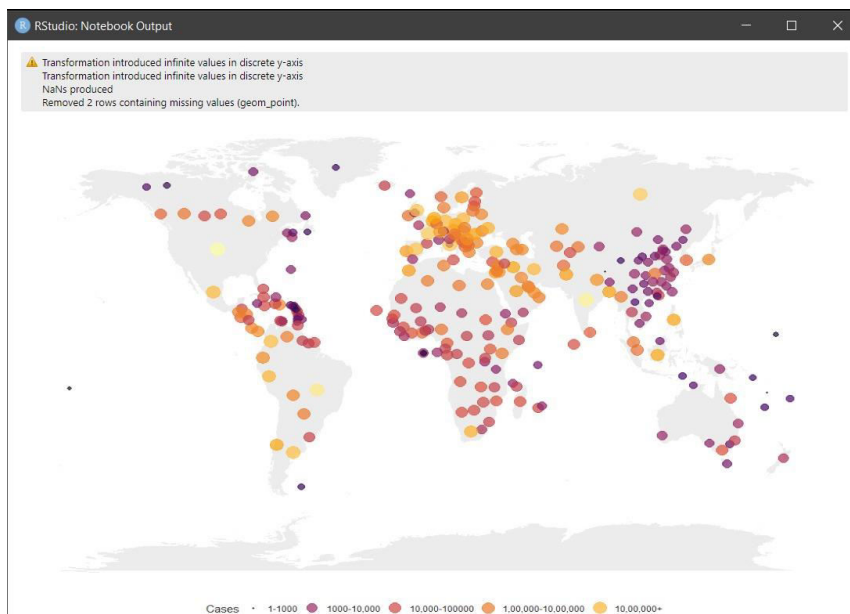 RStudio: Notebook Output
Transformation introduced infinite values in discrete y-axis
Transformation introduced infinite values in discrete y-axis
NaNs produced
Removed 2 rows containing missing values (geom_point).
Cases 1-1000 1000-10,000 10,000-100000 1,00,000-10,00,000 10,00,000+